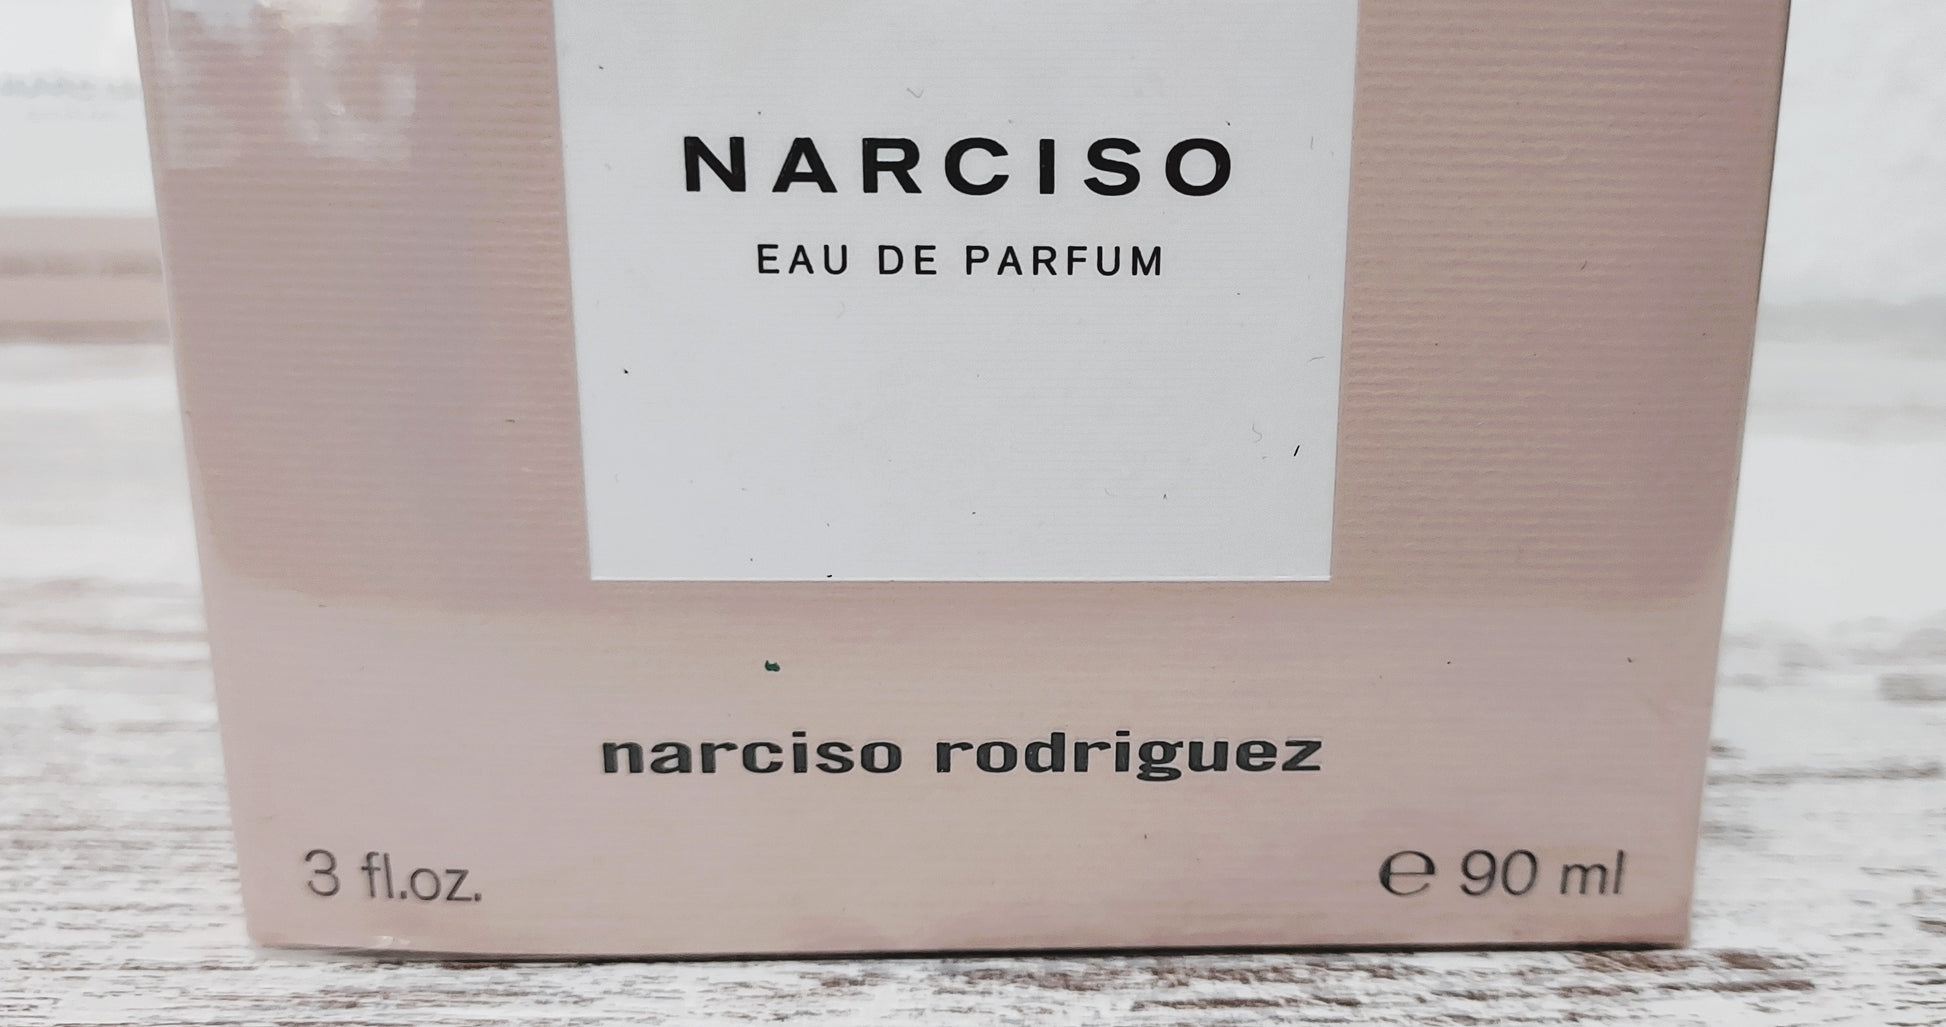 NARCISO
EAU DE PARFUM
narciso rodriguez
3 fl.oz.
℮ 90 ml